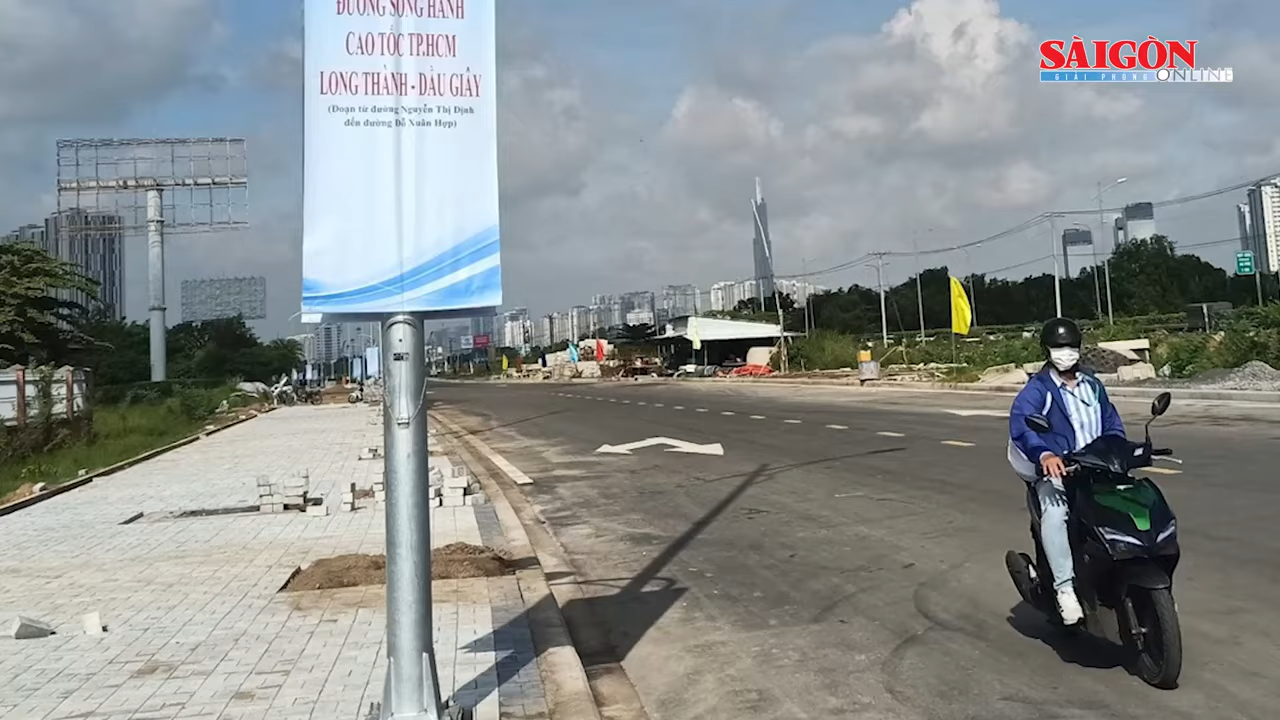 ĐƯỜNG SONG HÀNH
CAO TỐC TP.HCM
LONG THÀNH - DẦU GIÂY
(Đoạn từ đường Nguyễn Thị Định
đến đường Đỗ Xuân Hợp)
SÀIGÒN
GIẢI PHÓNG ONLINE